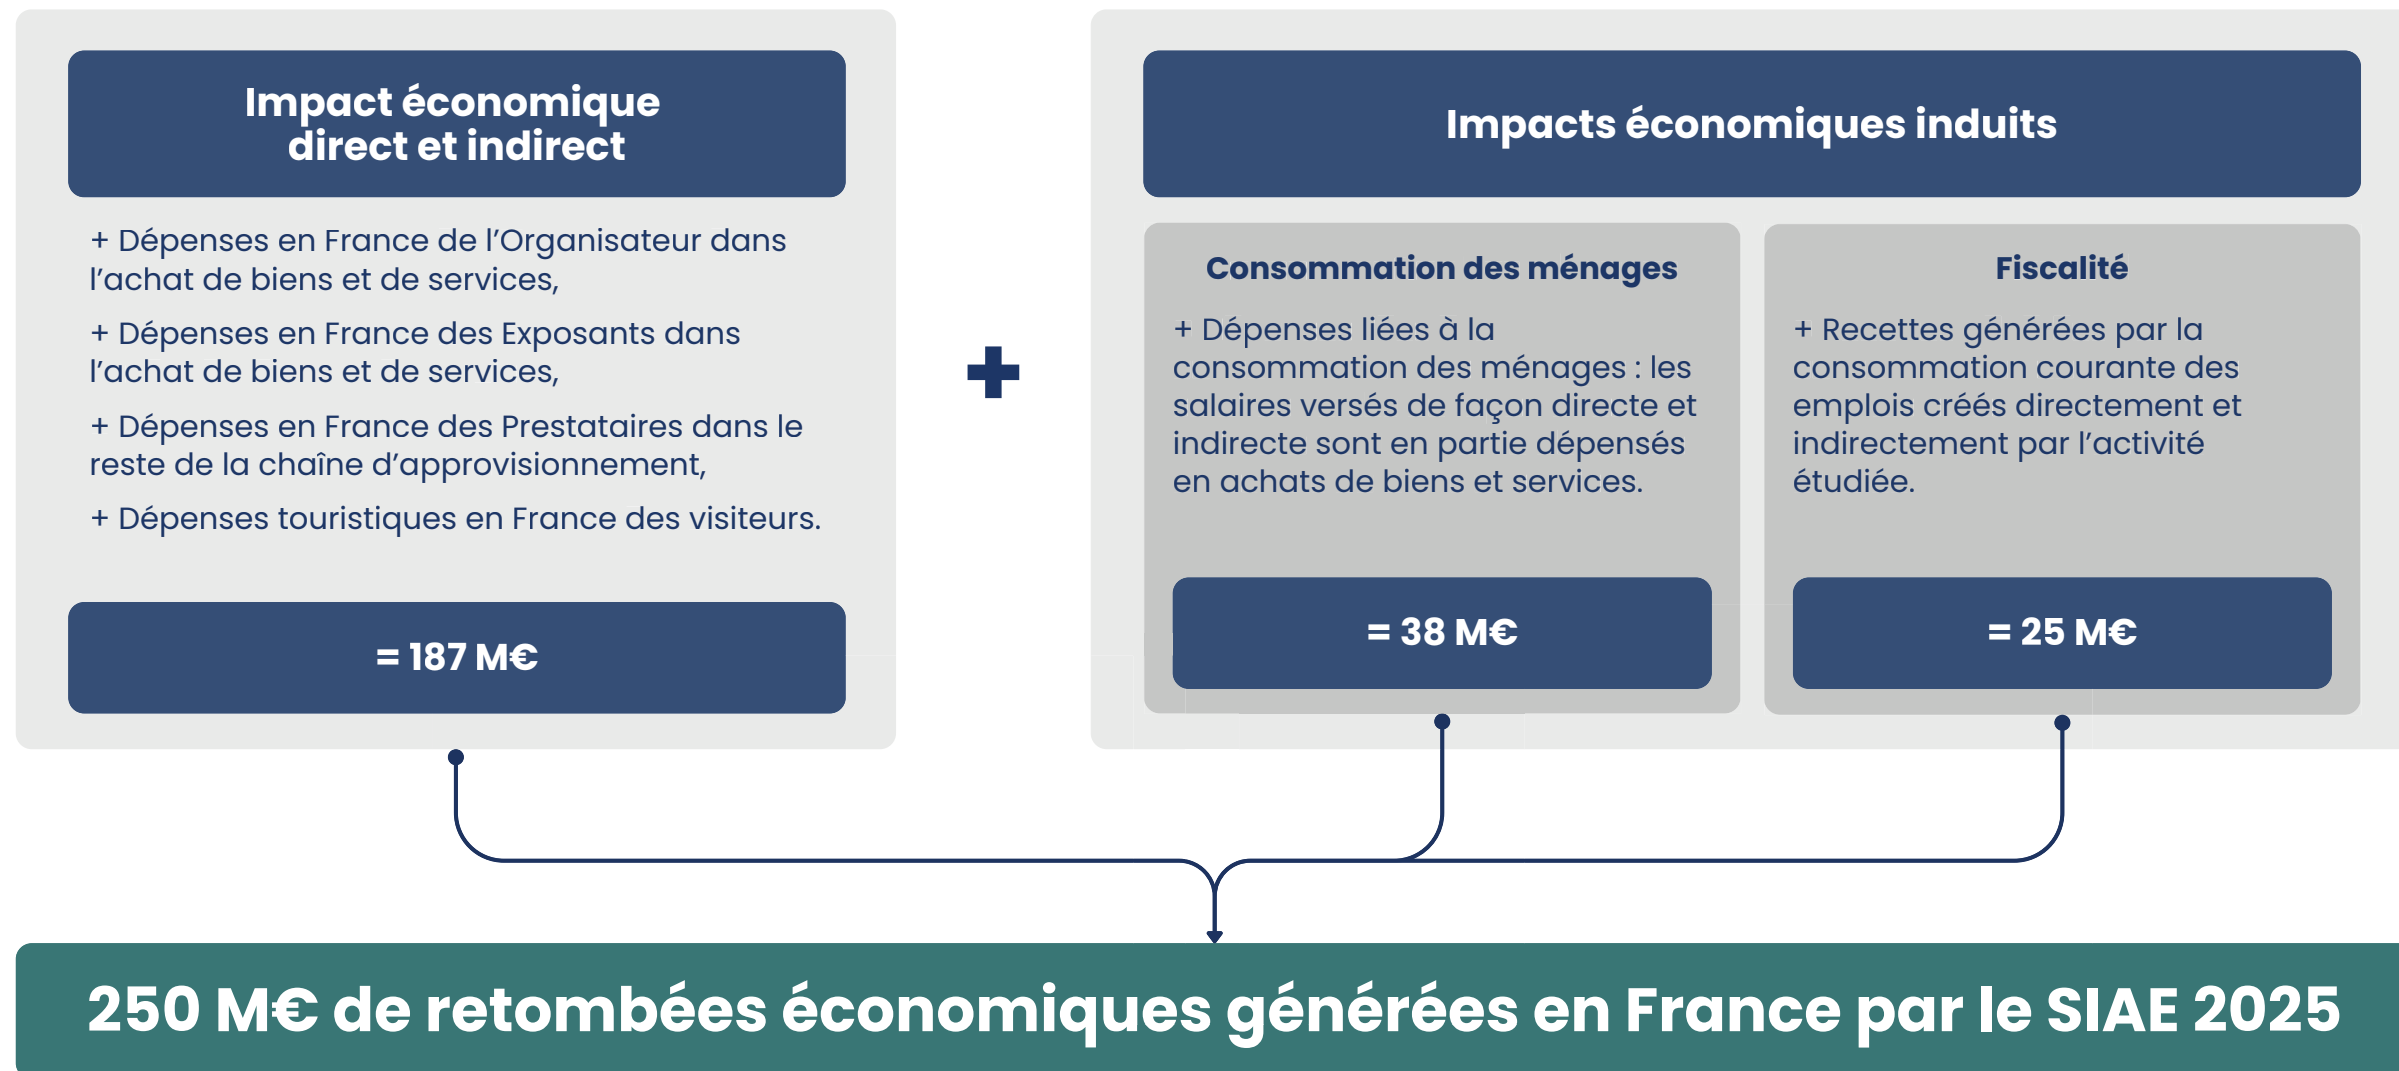 Impact économique
direct et indirect
+ Dépenses en France de l’Organisateur dans
l’achat de biens et de services,
+ Dépenses en France des Exposants dans
l’achat de biens et de services,
+ Dépenses en France des Prestataires dans le
reste de la chaîne d’approvisionnement,
+ Dépenses touristiques en France des visiteurs.
= 187 M€
+
Impacts économiques induits
Consommation des ménages
+ Dépenses liées à la
consommation des ménages : les
salaires versés de façon directe et
indirecte sont en partie dépensés
en achats de biens et services.
= 38 M€
Fiscalité
+ Recettes générées par la
consommation courante des
emplois créés directement et
indirectement par l’activité
étudiée.
= 25 M€
250 M€ de retombées économiques générées en France par le SIAE 2025